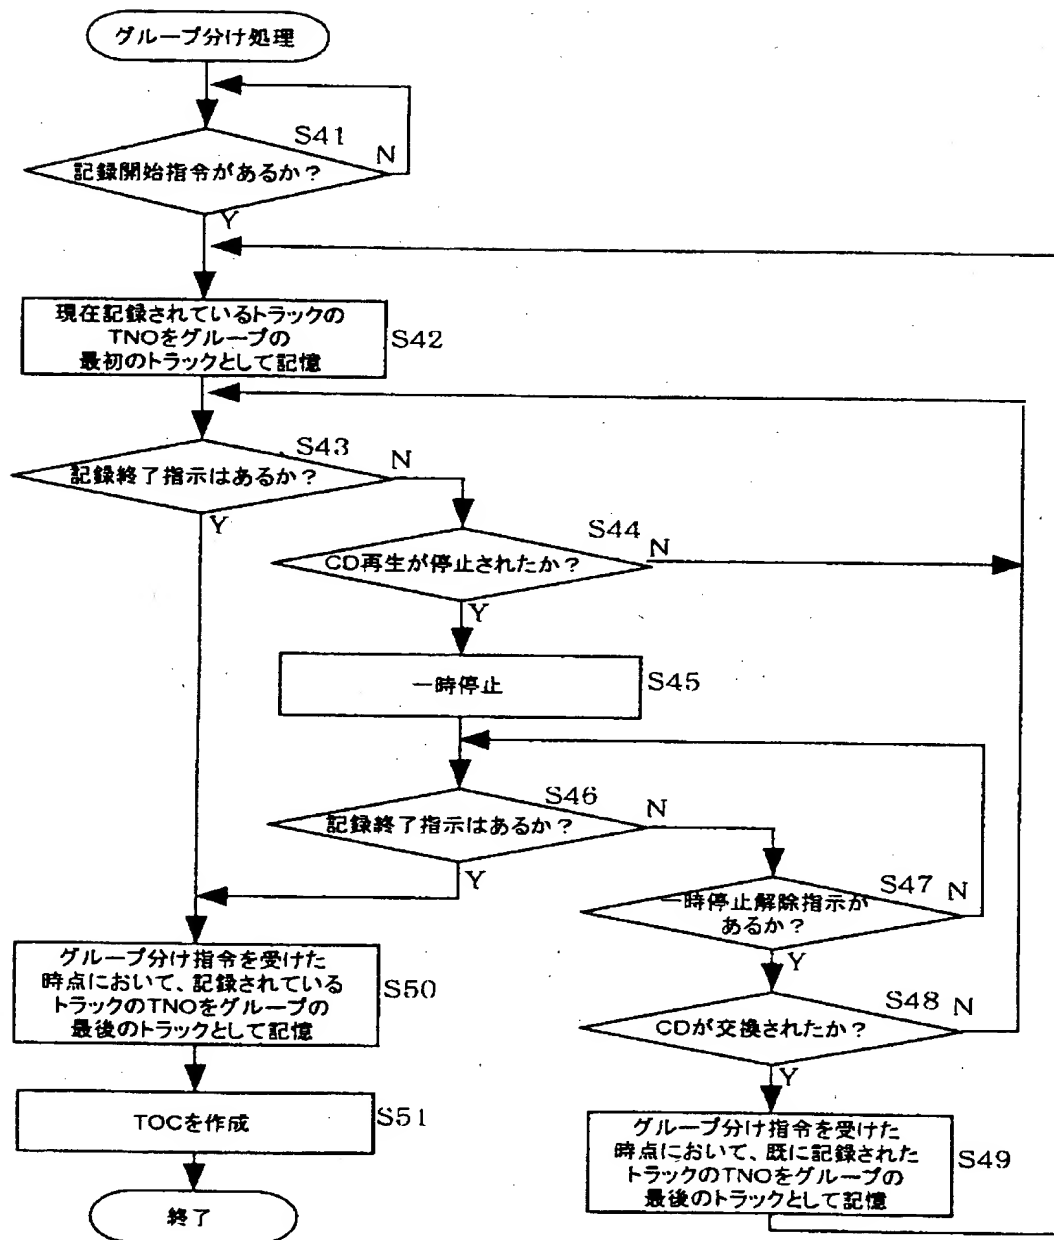 グループ分け処理
S41
記録開始指令があるか？
N
Y
現在記録されているトラックの
TNOをグループの
最初のトラックとして記憶
S42
S43
記録終了指示はあるか？
N
Y
S44
CD再生が停止されたか？
N
Y
一時停止
S45
S46
記録終了指示はあるか？
N
Y
S47
一時停止解除指示が
あるか？
N
Y
S48
CDが交換されたか？
N
Y
グループ分け指令を受けた
時点において、既に記録された
トラックのTNOをグループの
最後のトラックとして記憶
S49
グループ分け指令を受けた
時点において、記録されている
トラックのTNOをグループの
最後のトラックとして記憶
S50
TOCを作成
S51
終了